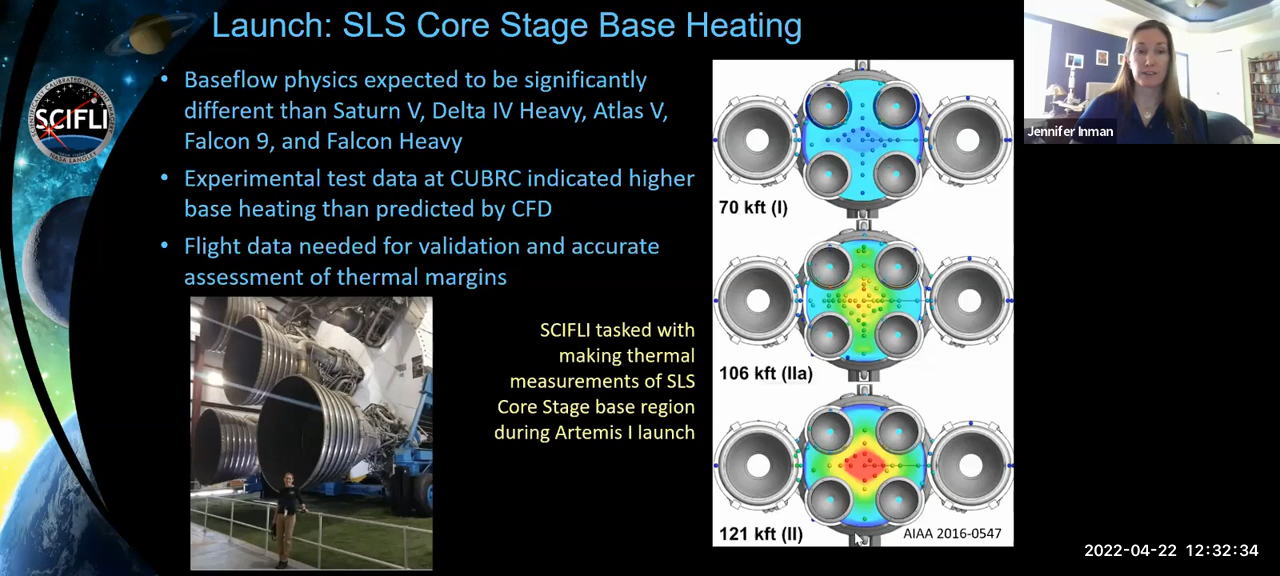 Launch: SLS Core Stage Base Heating
• Baseflow physics expected to be significantly
different than Saturn V, Delta IV Heavy, Atlas V,
Falcon 9, and Falcon Heavy
• Experimental test data at CUBRC indicated higher
base heating than predicted by CFD
• Flight data needed for validation and accurate
assessment of thermal margins
SCIFLI tasked with
making thermal
measurements of SLS
Core Stage base region
during Artemis I launch
SCIFLI
NASA LANGLEY
70 kft (I)
106 kft (IIa)
121 kft (II)
AIAA 2016-0547
Jennifer Inman
2022-04-22 12:32:34